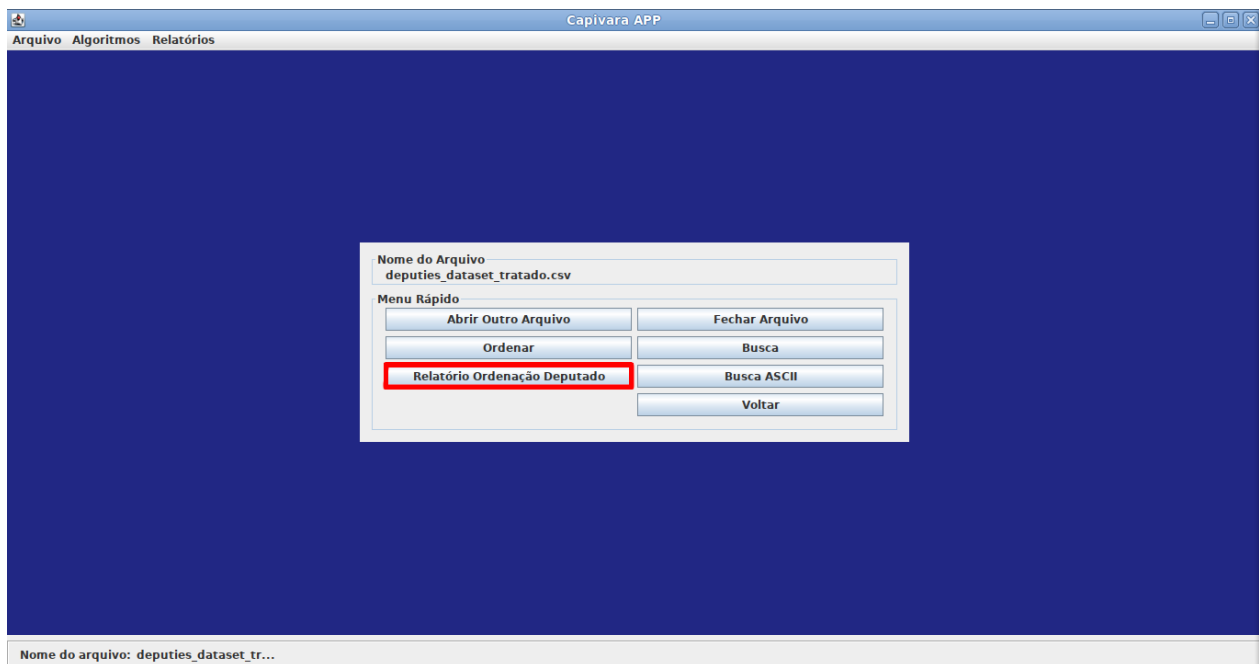 Capivara APP
Arquivo Algoritmos Relatórios
Nome do Arquivo
deputies_dataset_tratado.csv
Menu Rápido
Abrir Outro Arquivo Fechar Arquivo
Ordenar Busca
Relatório Ordenação Deputado Busca ASCII
Voltar
Nome do arquivo: deputies_dataset_tr...